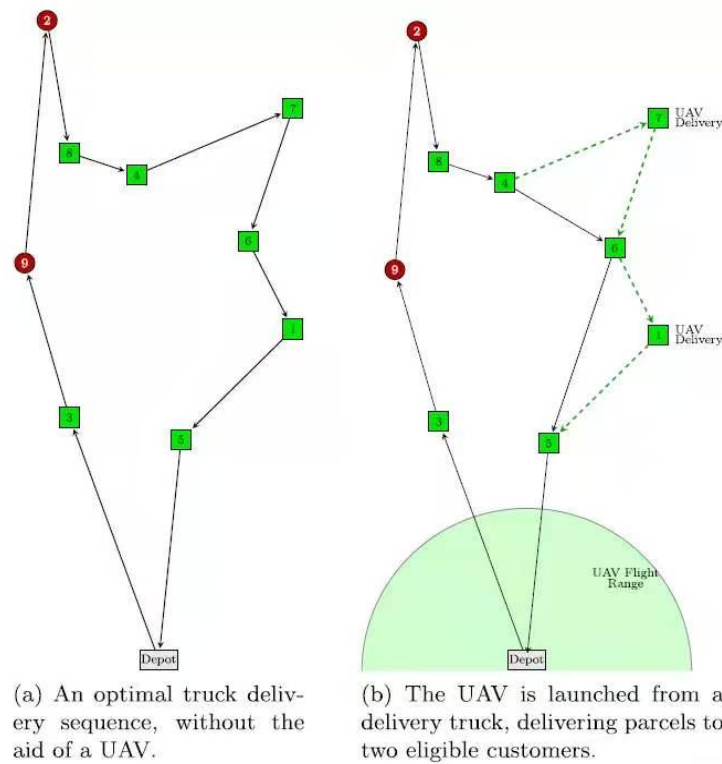 2
7
8
4
6
9
1
3
5
Depot
(a) An optimal truck deliv-
ery sequence, without the
aid of a UAV.
2
7
UAV
Delivery
8
4
6
9
1
UAV
Delivery
3
5
UAV Flight
Range
Depot
(b) The UAV is launched from a
delivery truck, delivering parcels to
two eligible customers.